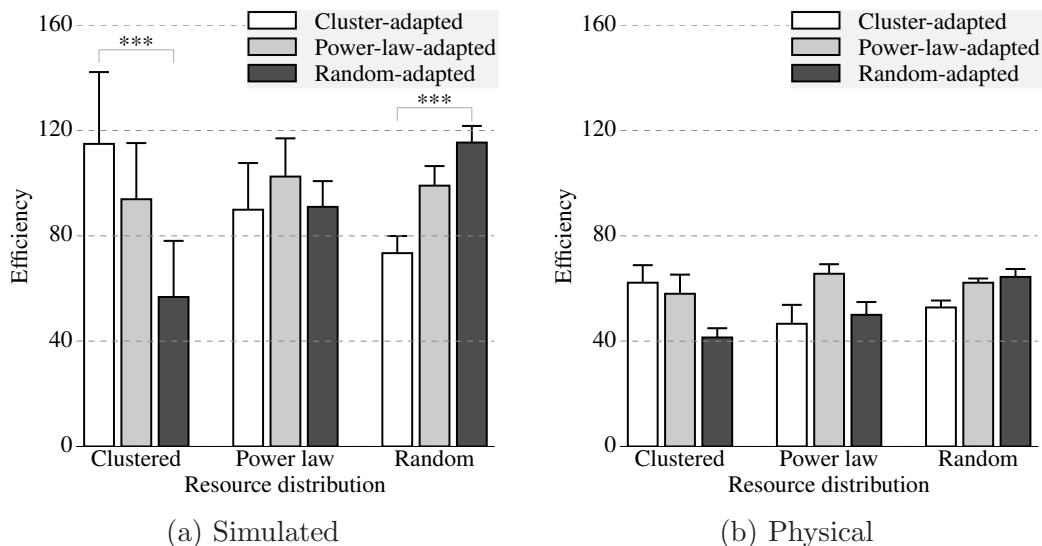 160
Cluster-adapted
Power-law-adapted
Random-adapted
***
***
120
80
40
0
Efficiency
Clustered Power law Random
Resource distribution
(a) Simulated
160
Cluster-adapted
Power-law-adapted
Random-adapted
120
80
40
0
Efficiency
Clustered Power law Random
Resource distribution
(b) Physical